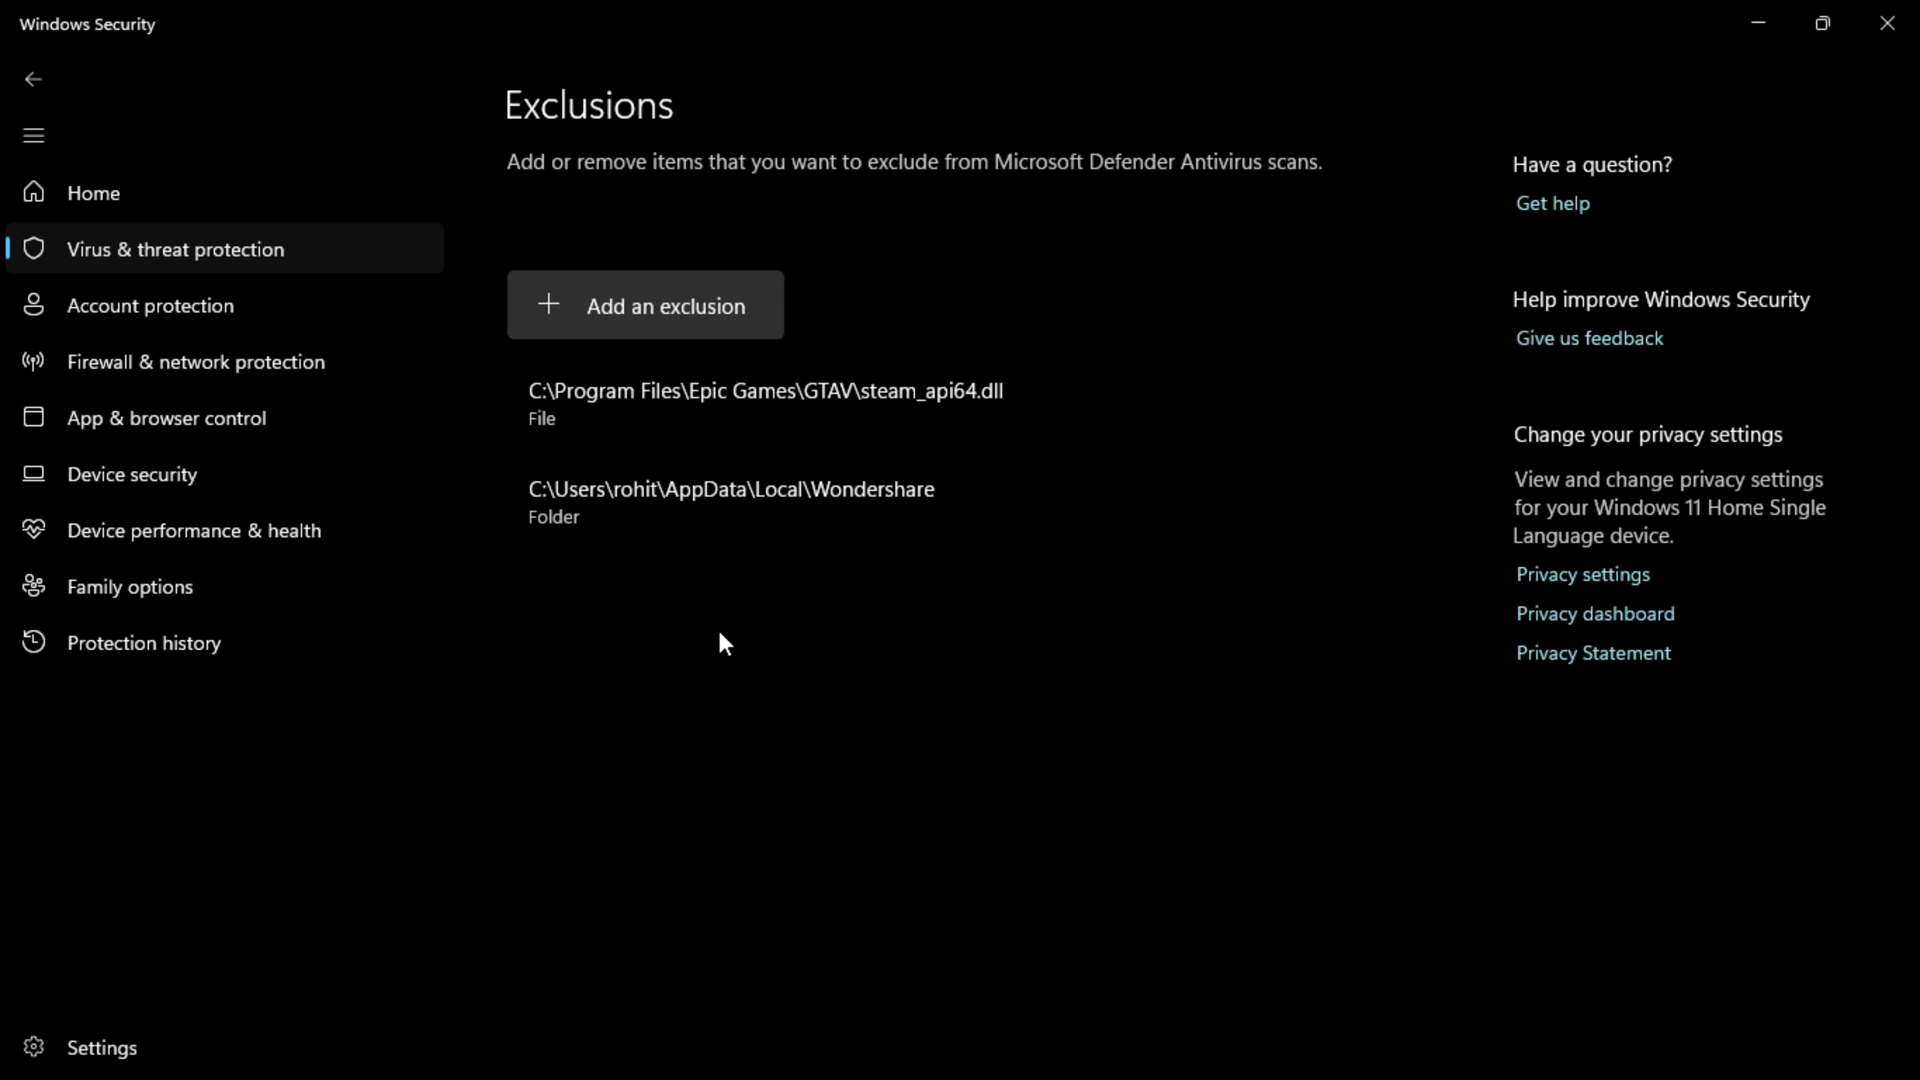 Windows Security
Home
Virus & threat protection
Account protection
Firewall & network protection
App & browser control
Device security
Device performance & health
Family options
Protection history
Settings
Exclusions
Add or remove items that you want to exclude from Microsoft Defender Antivirus scans.
Add an exclusion
C:\Program Files\Epic Games\GTAV\steam_api64.dll
File
C:\Users\rohit\AppData\Local\Wondershare
Folder
Have a question?
Get help
Help improve Windows Security
Give us feedback
Change your privacy settings
View and change privacy settings
for your Windows 11 Home Single
Language device.
Privacy settings
Privacy dashboard
Privacy Statement